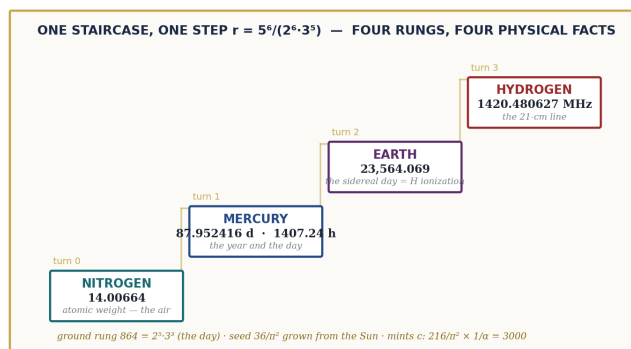 ONE STAIRCASE, ONE STEP r = 5⁶/(2⁶·3⁵) — FOUR RUNGS, FOUR PHYSICAL FACTS
turn 3
HYDROGEN
1420.480627 MHz
the 21-cm line
turn 2
EARTH
23,564.069
the sidereal day = H ionization
turn 1
MERCURY
87.952416 d · 1407.24 h
the year and the day
turn 0
NITROGEN
14.00664
atomic weight — the air
ground rung 864 = 2⁵·3³ (the day) · seed 36/π² grown from the Sun · mints c: 216/π² × 1/α = 3000